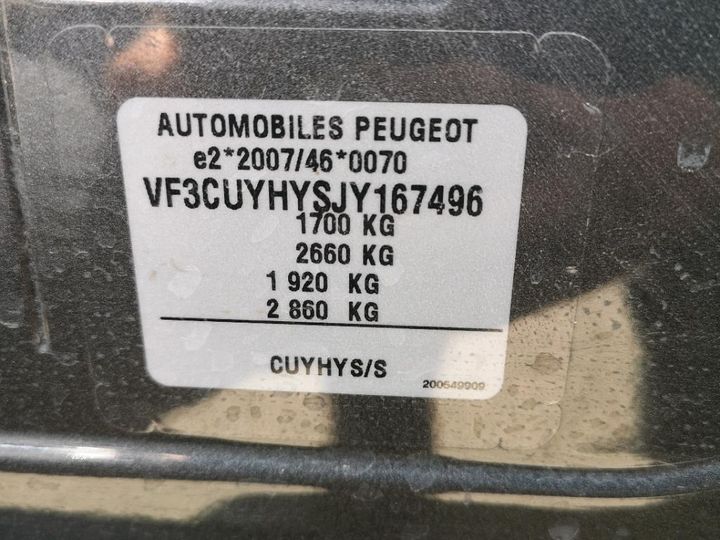 AUTOMOBILES PEUGEOT
e2*2007/46*0070
VF3CUYHYSJY167496
1700 KG
2660 KG
1 920 KG
2 860 KG
CUYHYS/S
200549909